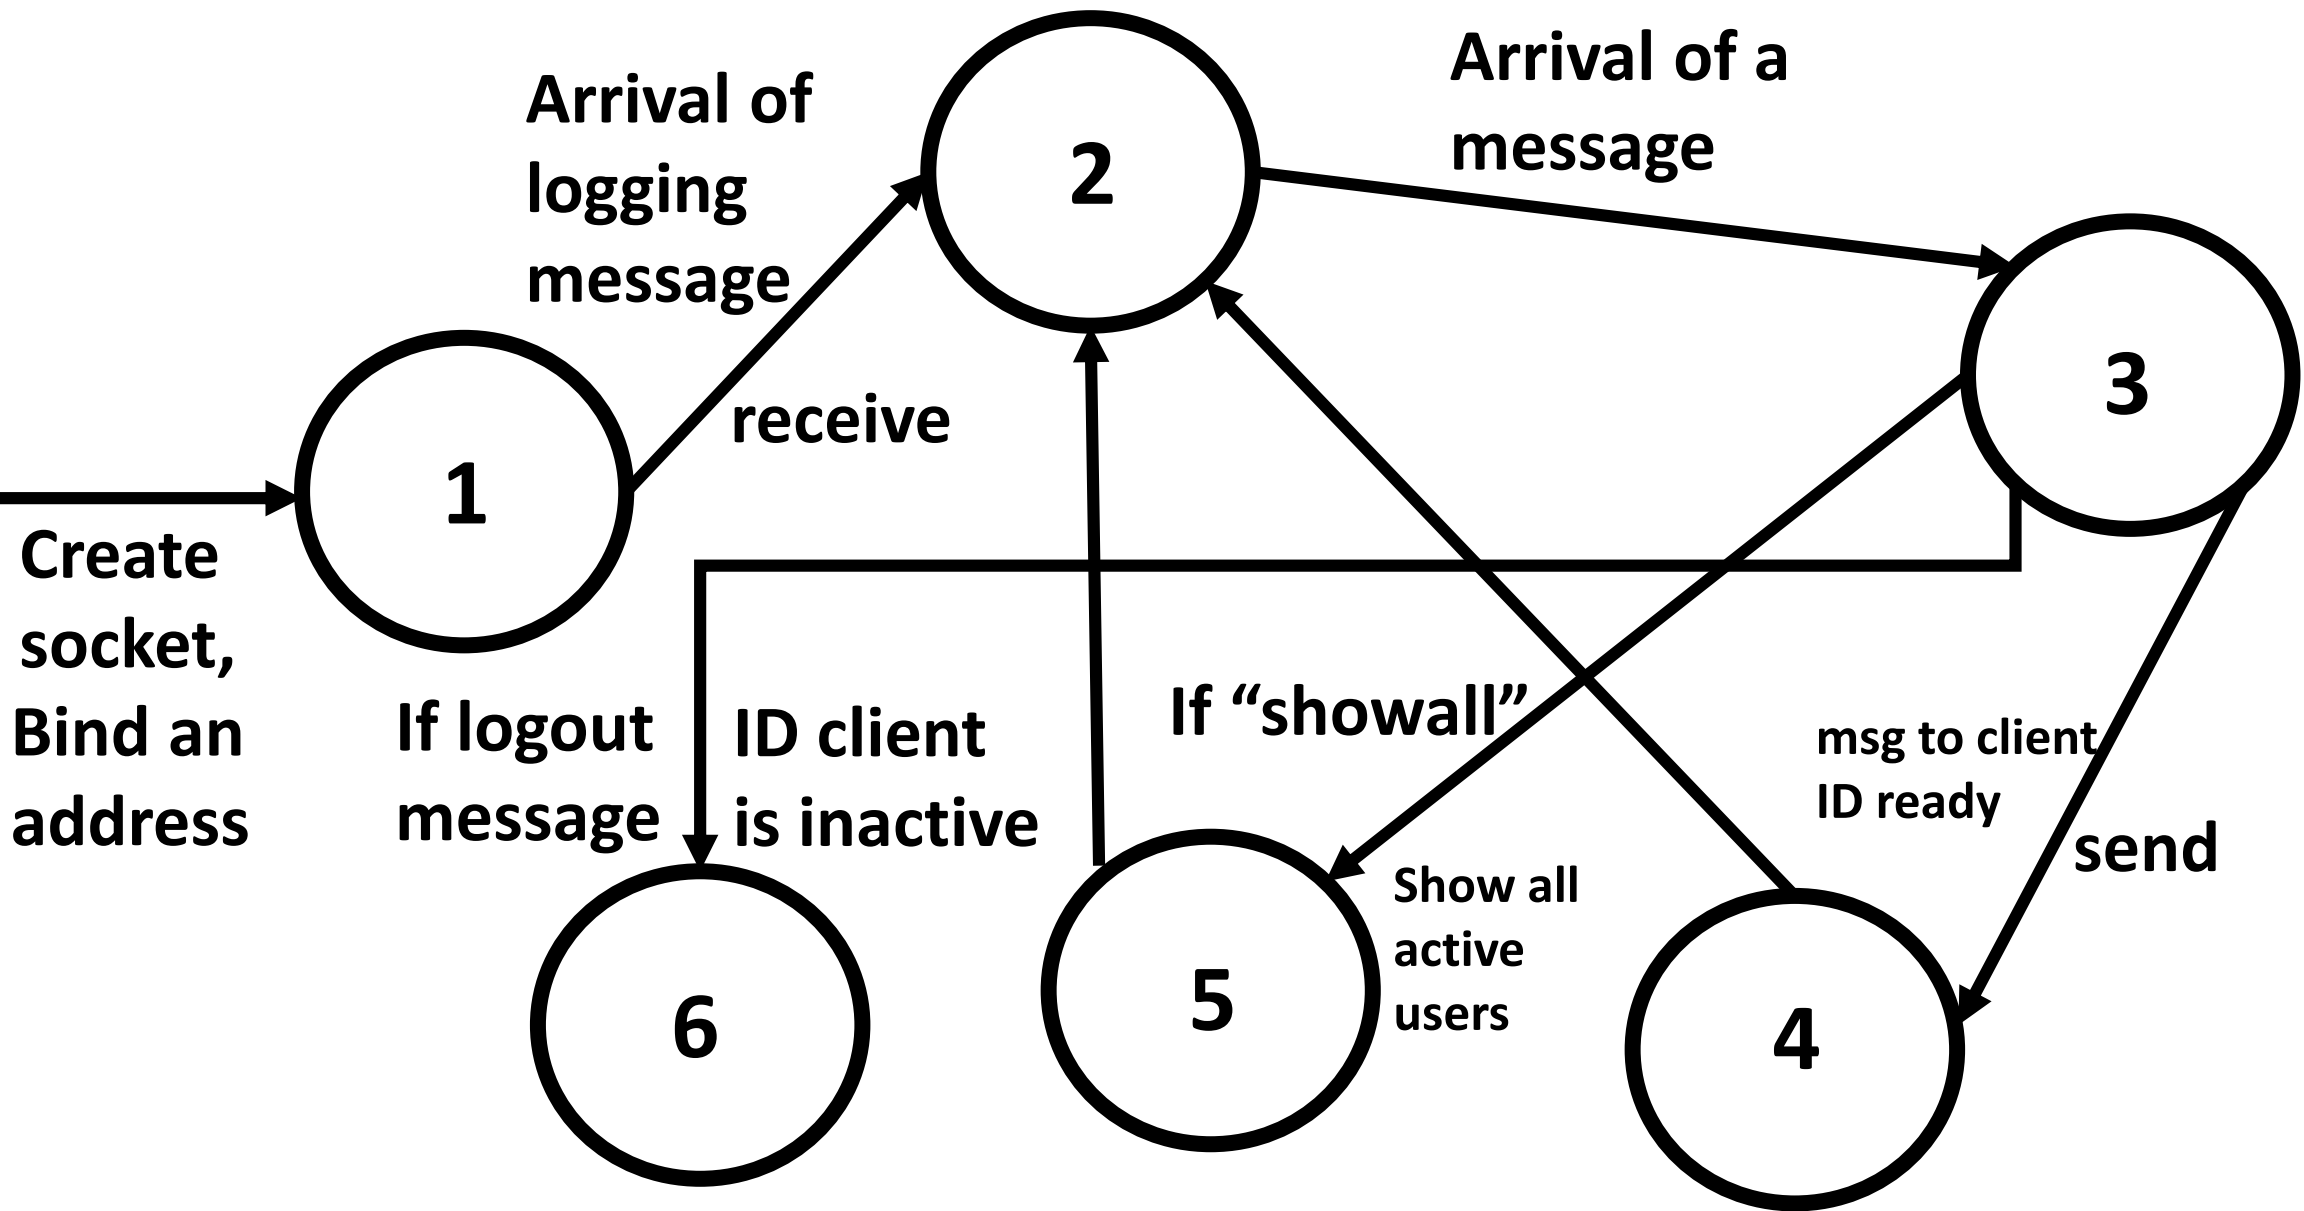 Arrival of
logging
message
receive
2
Arrival of a
message
3
1
Create
socket,
Bind an
address
If logout
message
ID client
is inactive
If “showall”
Show all
active
users
msg to client
ID ready
send
6
5
4